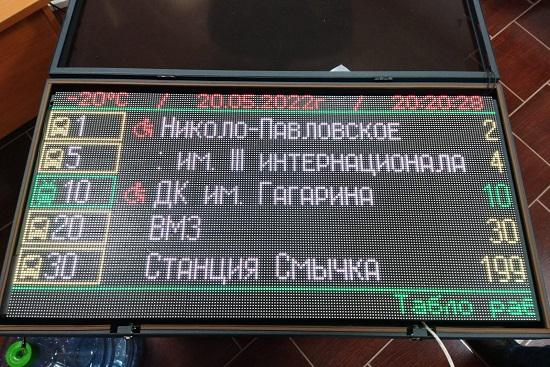 -20°C / 20.05.2022г / 20:20:28
1 Николо-Павловское 2
5 : им. III интернационала 4
10 ДК им. Гагарина 10
20 ВМЗ 30
30 Станция Смычка 199
Табло раб